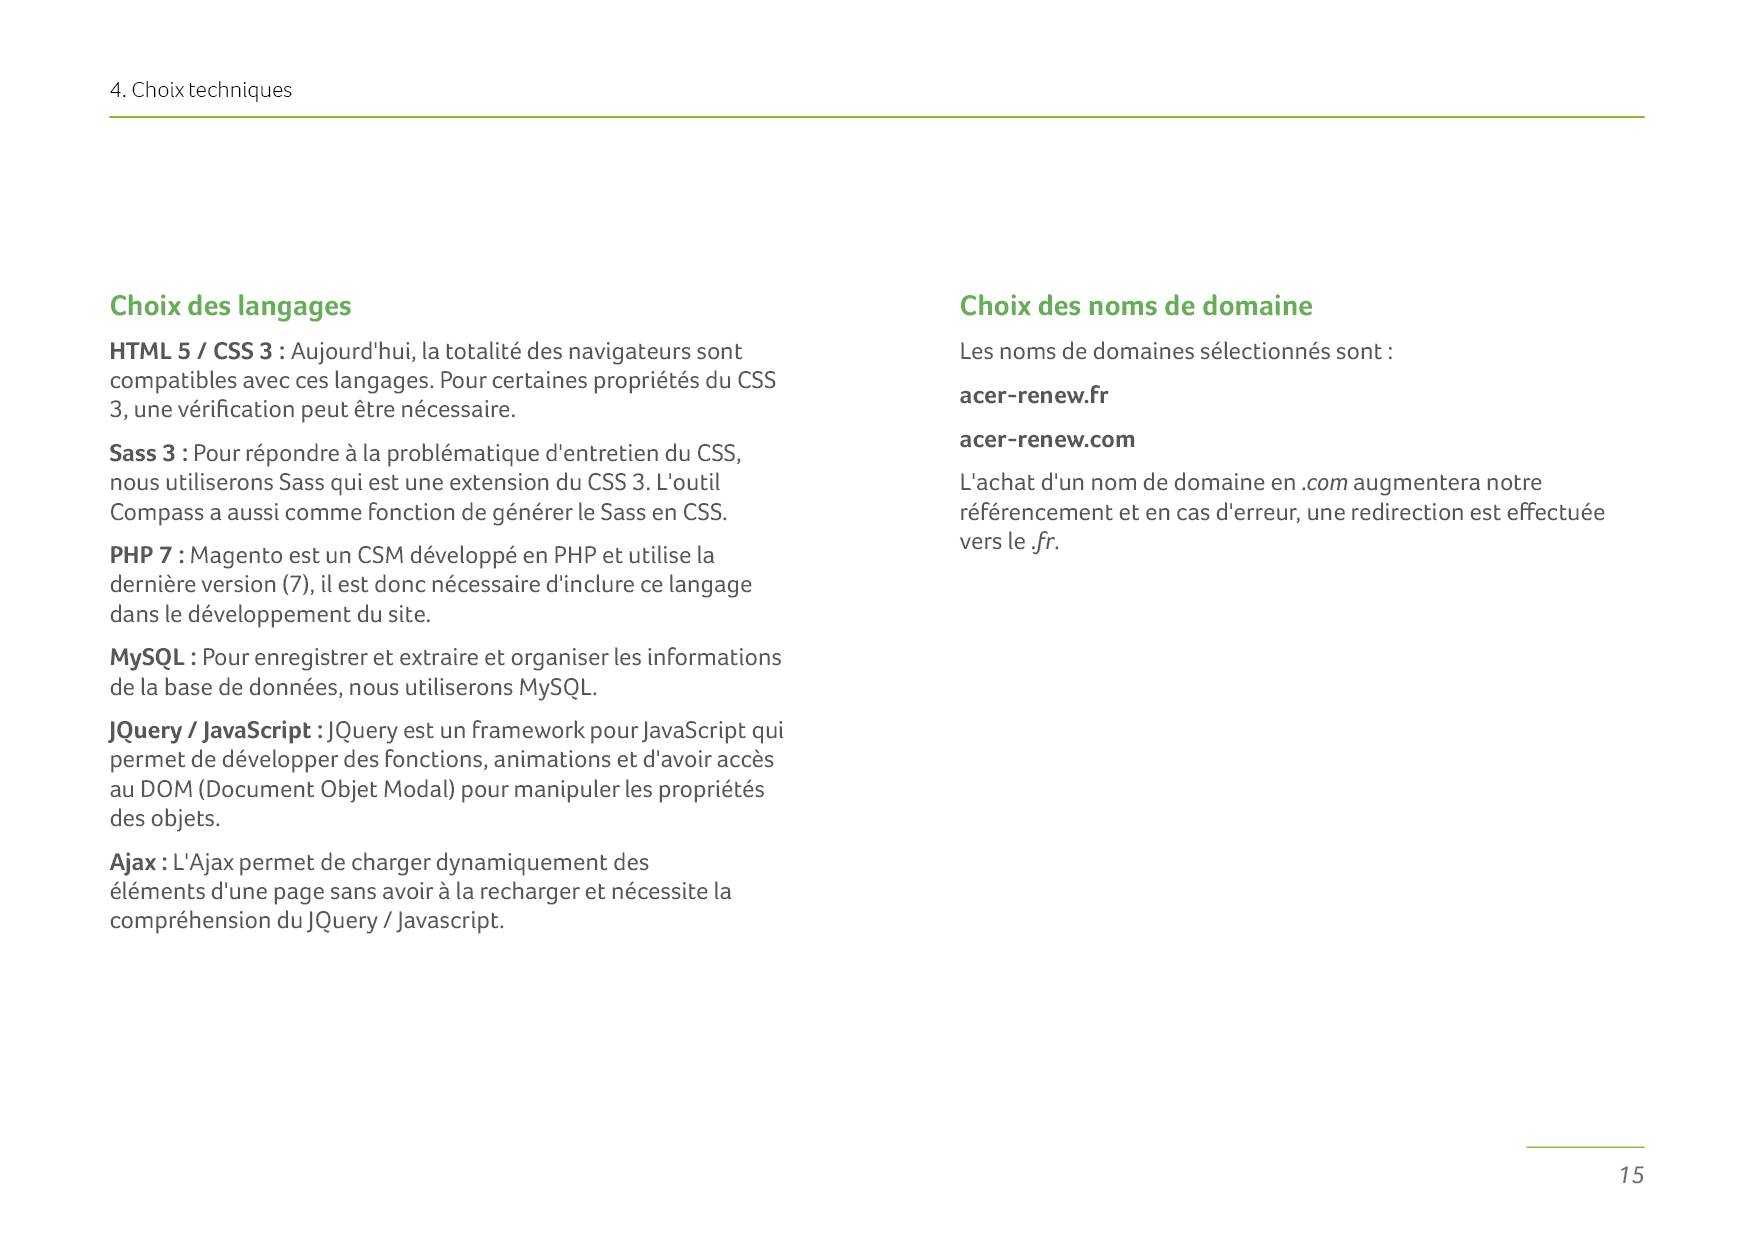 4. Choix techniques
Choix des langages
HTML 5 / CSS 3 : Aujourd'hui, la totalité des navigateurs sont
compatibles avec ces langages. Pour certaines propriétés du CSS
3, une vérification peut être nécessaire.
Sass 3 : Pour répondre à la problématique d'entretien du CSS,
nous utiliserons Sass qui est une extension du CSS 3. L'outil
Compass a aussi comme fonction de générer le Sass en CSS.
PHP 7 : Magento est un CSM développé en PHP et utilise la
dernière version (7), il est donc nécessaire d'inclure ce langage
dans le développement du site.
MySQL : Pour enregistrer et extraire et organiser les informations
de la base de données, nous utiliserons MySQL.
JQuery / JavaScript : JQuery est un framework pour JavaScript qui
permet de développer des fonctions, animations et d'avoir accès
au DOM (Document Objet Modal) pour manipuler les propriétés
des objets.
Ajax : L'Ajax permet de charger dynamiquement des
éléments d'une page sans avoir à la recharger et nécessite la
compréhension du JQuery / Javascript.
Choix des noms de domaine
Les noms de domaines sélectionnés sont :
acer-renew.fr
acer-renew.com
L'achat d'un nom de domaine en .com augmentera notre
référencement et en cas d'erreur, une redirection est effectuée
vers le .fr.
15